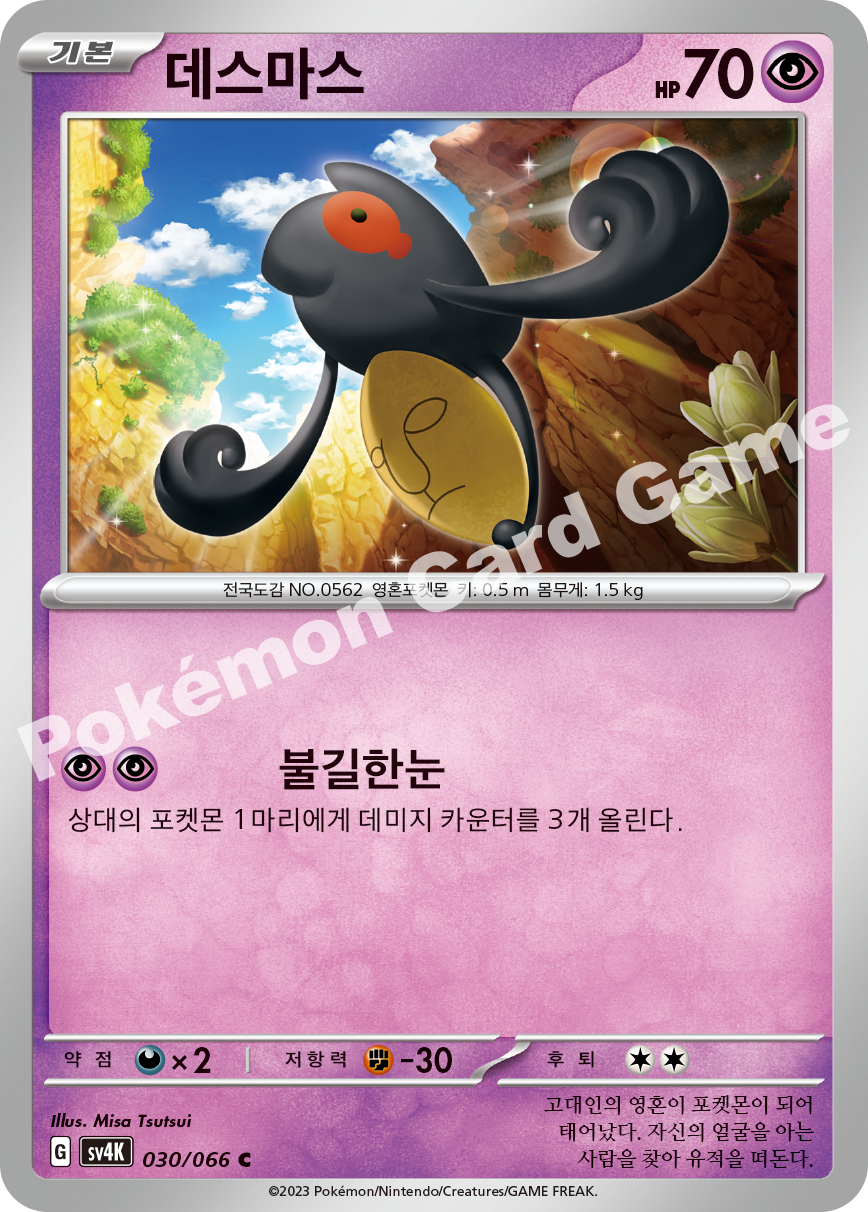 기본
데스마스
HP 70
전국도감 NO.0562 영혼포켓몬 키: 0.5 m 몸무게: 1.5 kg
불길한눈
상대의 포켓몬 1마리에게 데미지 카운터를 3개 올린다.
약점 ×2 저항력 -30 후퇴
Illus. Misa Tsutsui
G sv4K 030/066 C
고대인의 영혼이 포켓몬이 되어
태어났다. 자신의 얼굴을 아는
사람을 찾아 유적을 떠돈다.
©2023 Pokémon/Nintendo/Creatures/GAME FREAK.
Pokémon Card Game